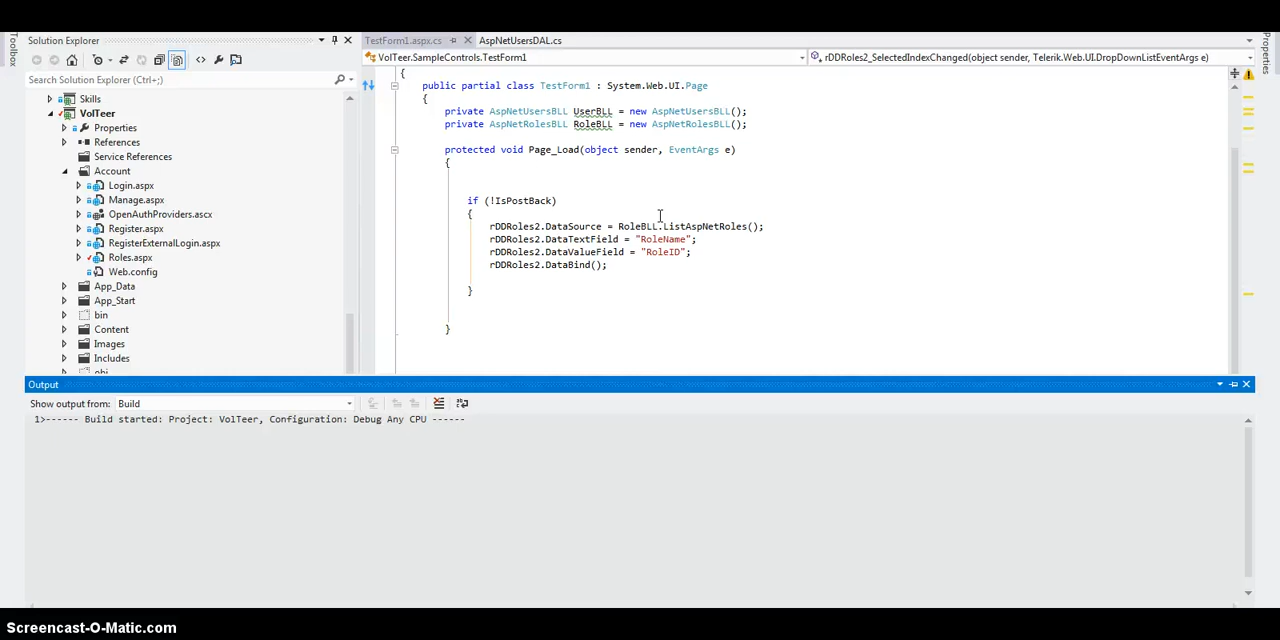 Toolbox
Solution Explorer
Search Solution Explorer (Ctrl+;)
Skills
VolTeer
Properties
References
Service References
Account
Login.aspx
Manage.aspx
OpenAuthProviders.ascx
Register.aspx
RegisterExternalLogin.aspx
Roles.aspx
Web.config
App_Data
App_Start
bin
Content
Images
Includes
obj
TestForm1.aspx.cs
AspNetUsersDAL.cs
VolTeer.SampleControls.TestForm1
rDDRoles2_SelectedIndexChanged(object sender, Telerik.Web.UI.DropDownListEventArgs e)
{
public partial class TestForm1 : System.Web.UI.Page
{
private AspNetUsersBLL UserBLL = new AspNetUsersBLL();
private AspNetRolesBLL RoleBLL = new AspNetRolesBLL();
protected void Page_Load(object sender, EventArgs e)
{
if (!IsPostBack)
{
rDDRoles2.DataSource = RoleBLL.ListAspNetRoles();
rDDRoles2.DataTextField = "RoleName";
rDDRoles2.DataValueField = "RoleID";
rDDRoles2.DataBind();
}
}
Properties
Output
Show output from: Build
1>------ Build started: Project: VolTeer, Configuration: Debug Any CPU ------
Screencast-O-Matic.com